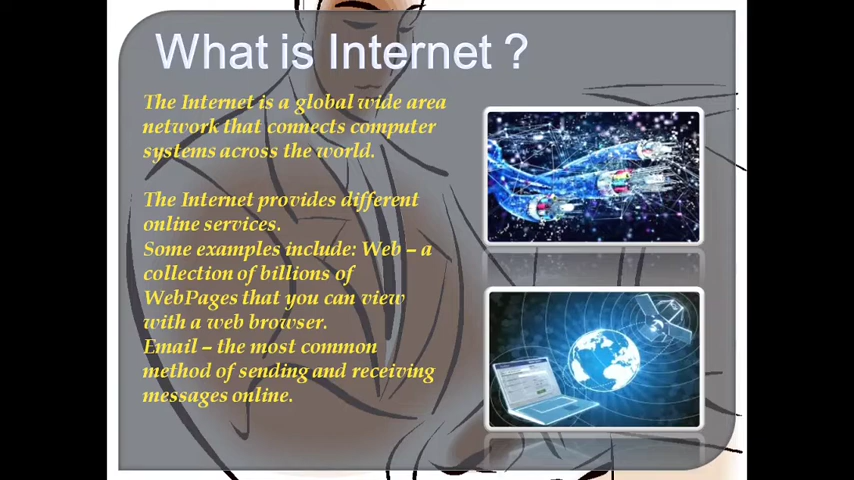 What is Internet ?
The Internet is a global wide area
network that connects computer
systems across the world.
The Internet provides different
online services.
Some examples include: Web – a
collection of billions of
WebPages that you can view
with a web browser.
Email – the most common
method of sending and receiving
messages online.